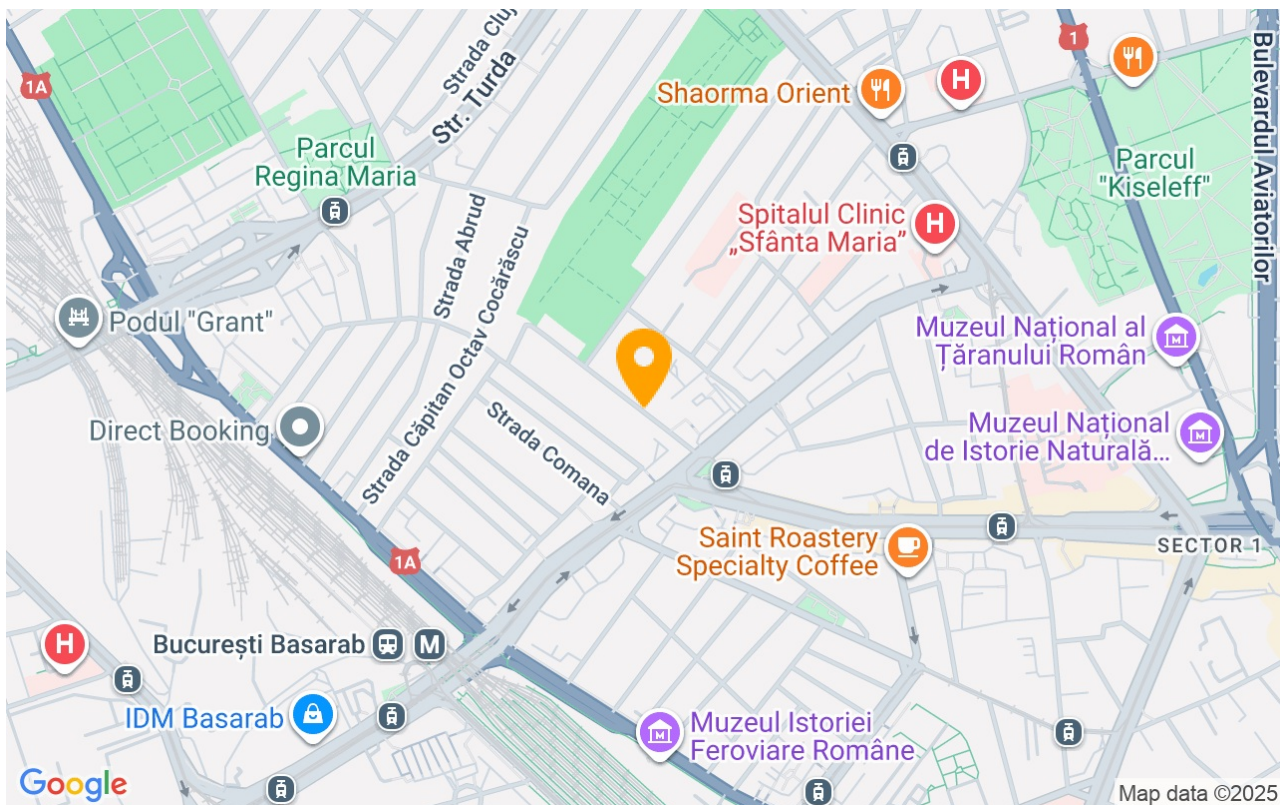 1A
Strada Cluj
Str. Turda
Shaorma Orient
H
1
Bulevardul Aviatorilor
Parcul
Regina Maria
Parcul
"Kiseleff"
Strada Abrud
Spitalul Clinic
„Sfânta Maria”
H
Strada Căpitan Octav Cocărăscu
Podul "Grant"
Muzeul Național al
Țăranului Român
Direct Booking
Strada Comana
Muzeul Național
de Istorie Naturală…
Saint Roastery
Specialty Coffee
SECTOR 1
1A
H
București Basarab
M
IDM Basarab
Muzeul Istoriei
Feroviare Române
Google
Map data ©2025